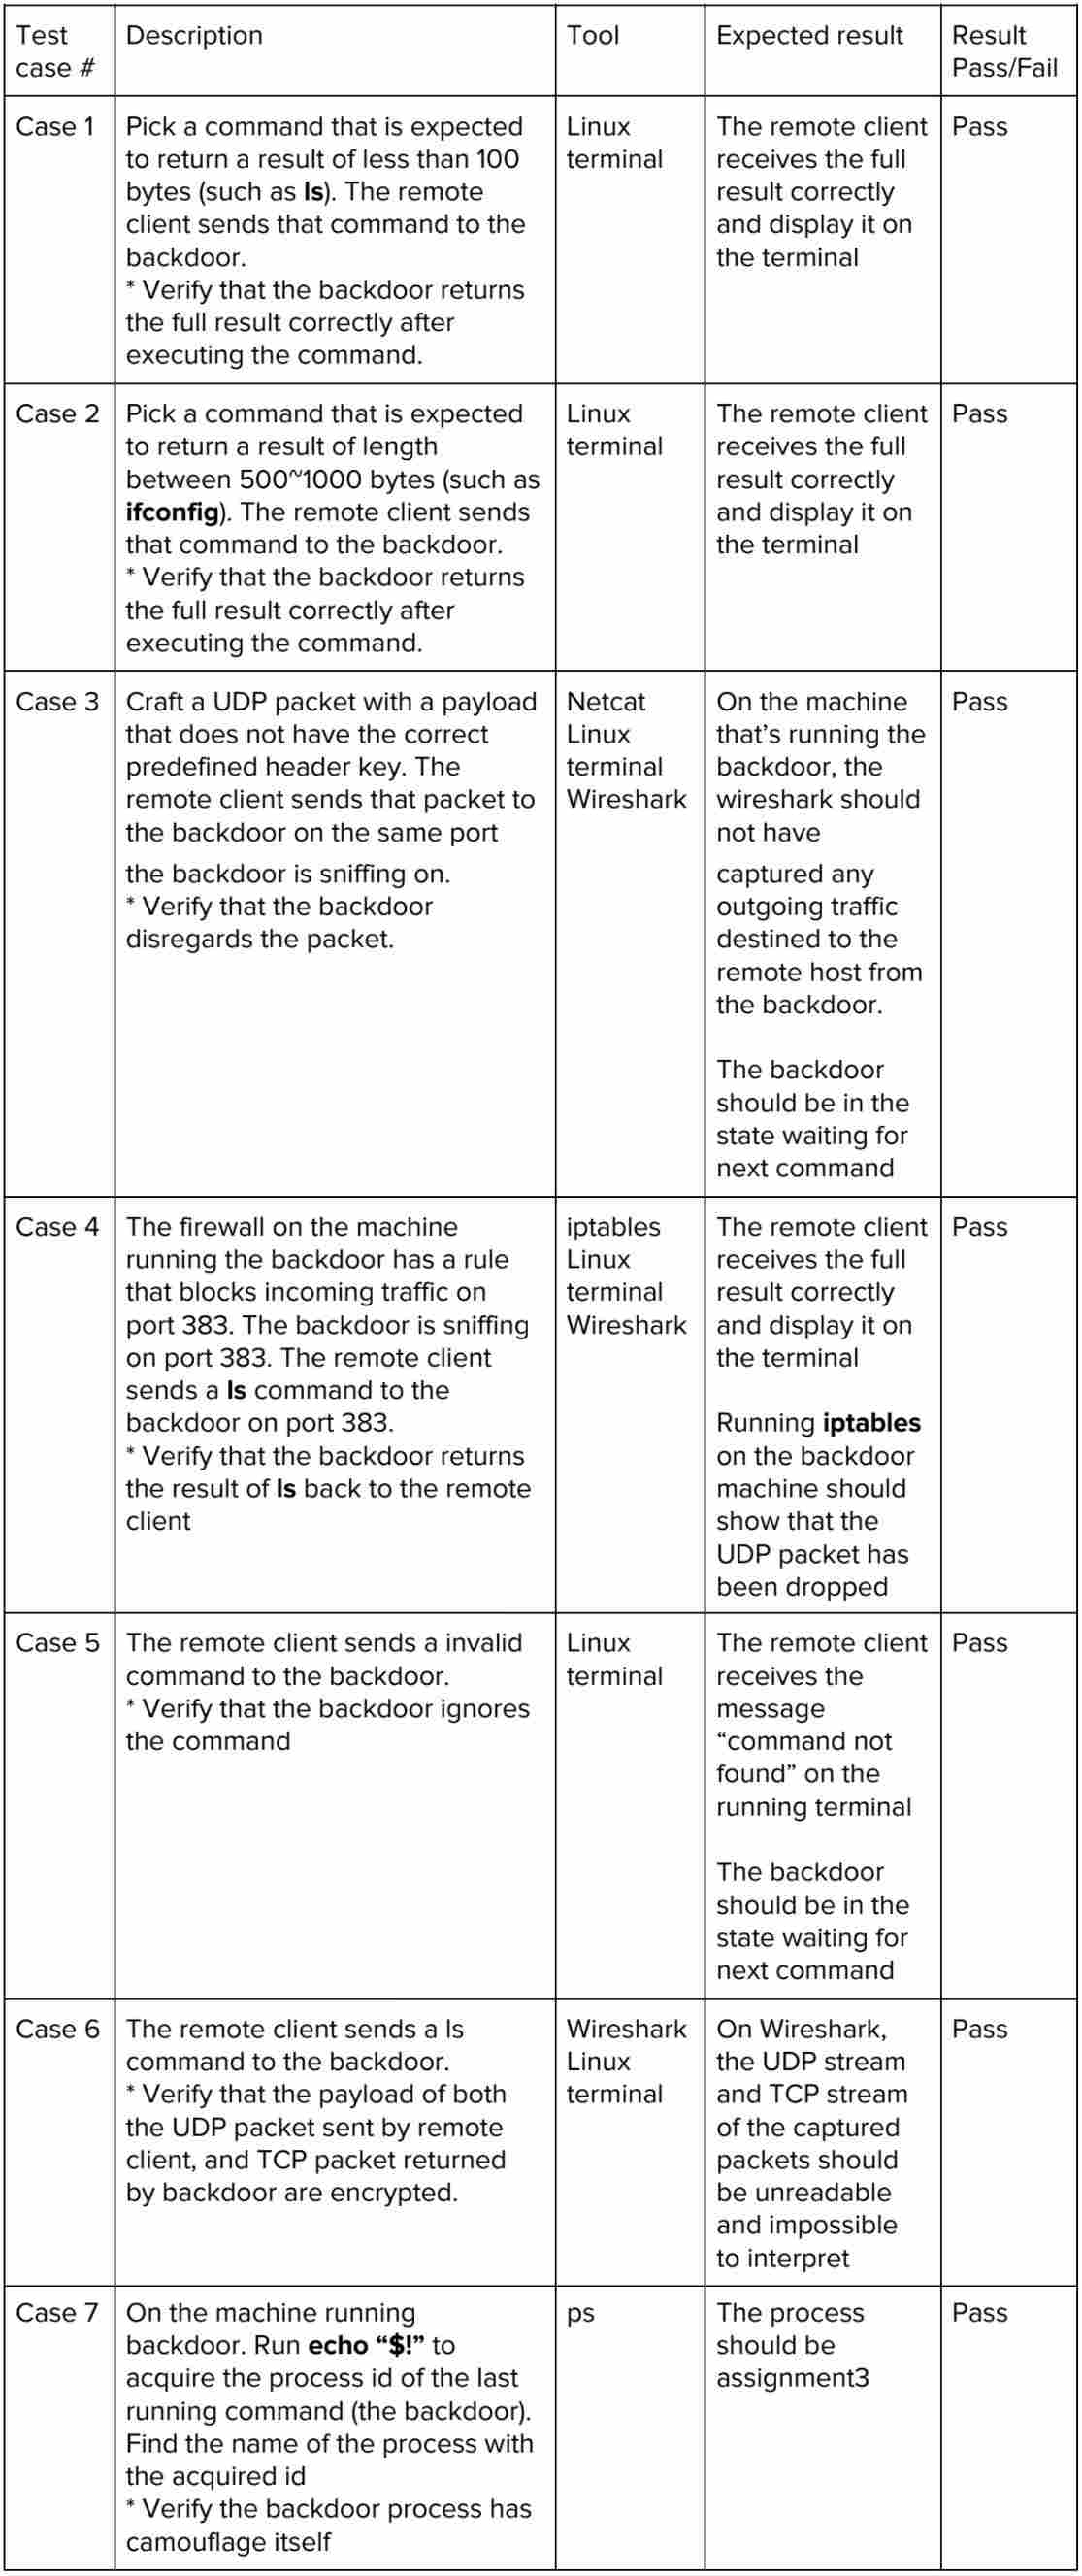 Test case #
Description
Tool
Expected result
Result Pass/Fail
Case 1
Pick a command that is expected
to return a result of less than 100
bytes (such as ls). The remote
client sends that command to the
backdoor.
* Verify that the backdoor returns
the full result correctly after
executing the command.
Linux
terminal
The remote client
receives the full
result correctly
and display it on
the terminal
Pass
Case 2
Pick a command that is expected
to return a result of length
between 500~1000 bytes (such as
ifconfig). The remote client sends
that command to the backdoor.
* Verify that the backdoor returns
the full result correctly after
executing the command.
Linux
terminal
The remote client
receives the full
result correctly
and display it on
the terminal
Pass
Case 3
Craft a UDP packet with a payload
that does not have the correct
predefined header key. The
remote client sends that packet to
the backdoor on the same port
the backdoor is sniffing on.
* Verify that the backdoor
disregards the packet.
Netcat
Linux
terminal
Wireshark
On the machine
that’s running the
backdoor, the
wireshark should
not have
captured any
outgoing traffic
destined to the
remote host from
the backdoor.
The backdoor
should be in the
state waiting for
next command
Pass
Case 4
The firewall on the machine
running the backdoor has a rule
that blocks incoming traffic on
port 383. The backdoor is sniffing
on port 383. The remote client
sends a ls command to the
backdoor on port 383.
* Verify that the backdoor returns
the result of ls back to the remote
client
iptables
Linux
terminal
Wireshark
The remote client
receives the full
result correctly
and display it on
the terminal
Running iptables
on the backdoor
machine should
show that the
UDP packet has
been dropped
Pass
Case 5
The remote client sends a invalid
command to the backdoor.
* Verify that the backdoor ignores
the command
Linux
terminal
The remote client
receives the
message
“command not
found” on the
running terminal
The backdoor
should be in the
state waiting for
next command
Pass
Case 6
The remote client sends a ls
command to the backdoor.
* Verify that the payload of both
the UDP packet sent by remote
client, and TCP packet returned
by backdoor are encrypted.
Wireshark
Linux
terminal
On Wireshark,
the UDP stream
and TCP stream
of the captured
packets should
be unreadable
and impossible
to interpret
Pass
Case 7
On the machine running
backdoor. Run echo “$!” to
acquire the process id of the last
running command (the backdoor).
Find the name of the process with
the acquired id
* Verify the backdoor process has
camouflage itself
ps
The process
should be
assignment3
Pass